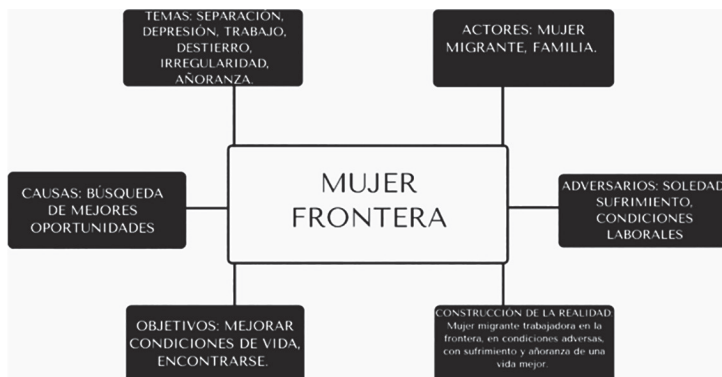 TEMAS: SEPARACIÓN,
DEPRESIÓN, TRABAJO,
DESTIERRO,
IRREGULARIDAD,
AÑORANZA.
ACTORES: MUJER
MIGRANTE, FAMILIA.
CAUSAS: BÚSQUEDA
DE MEJORES
OPORTUNIDADES
MUJER
FRONTERA
ADVERSARIOS: SOLEDAD,
SUFRIMIENTO,
CONDICIONES
LABORALES
OBJETIVOS: MEJORAR
CONDICIONES DE VIDA,
ENCONTRARSE.
CONSTRUCCIÓN DE LA REALIDAD:
Mujer migrante trabajadora en la
frontera, en condiciones adversas,
con sufrimiento y añoranza de una
vida mejor.